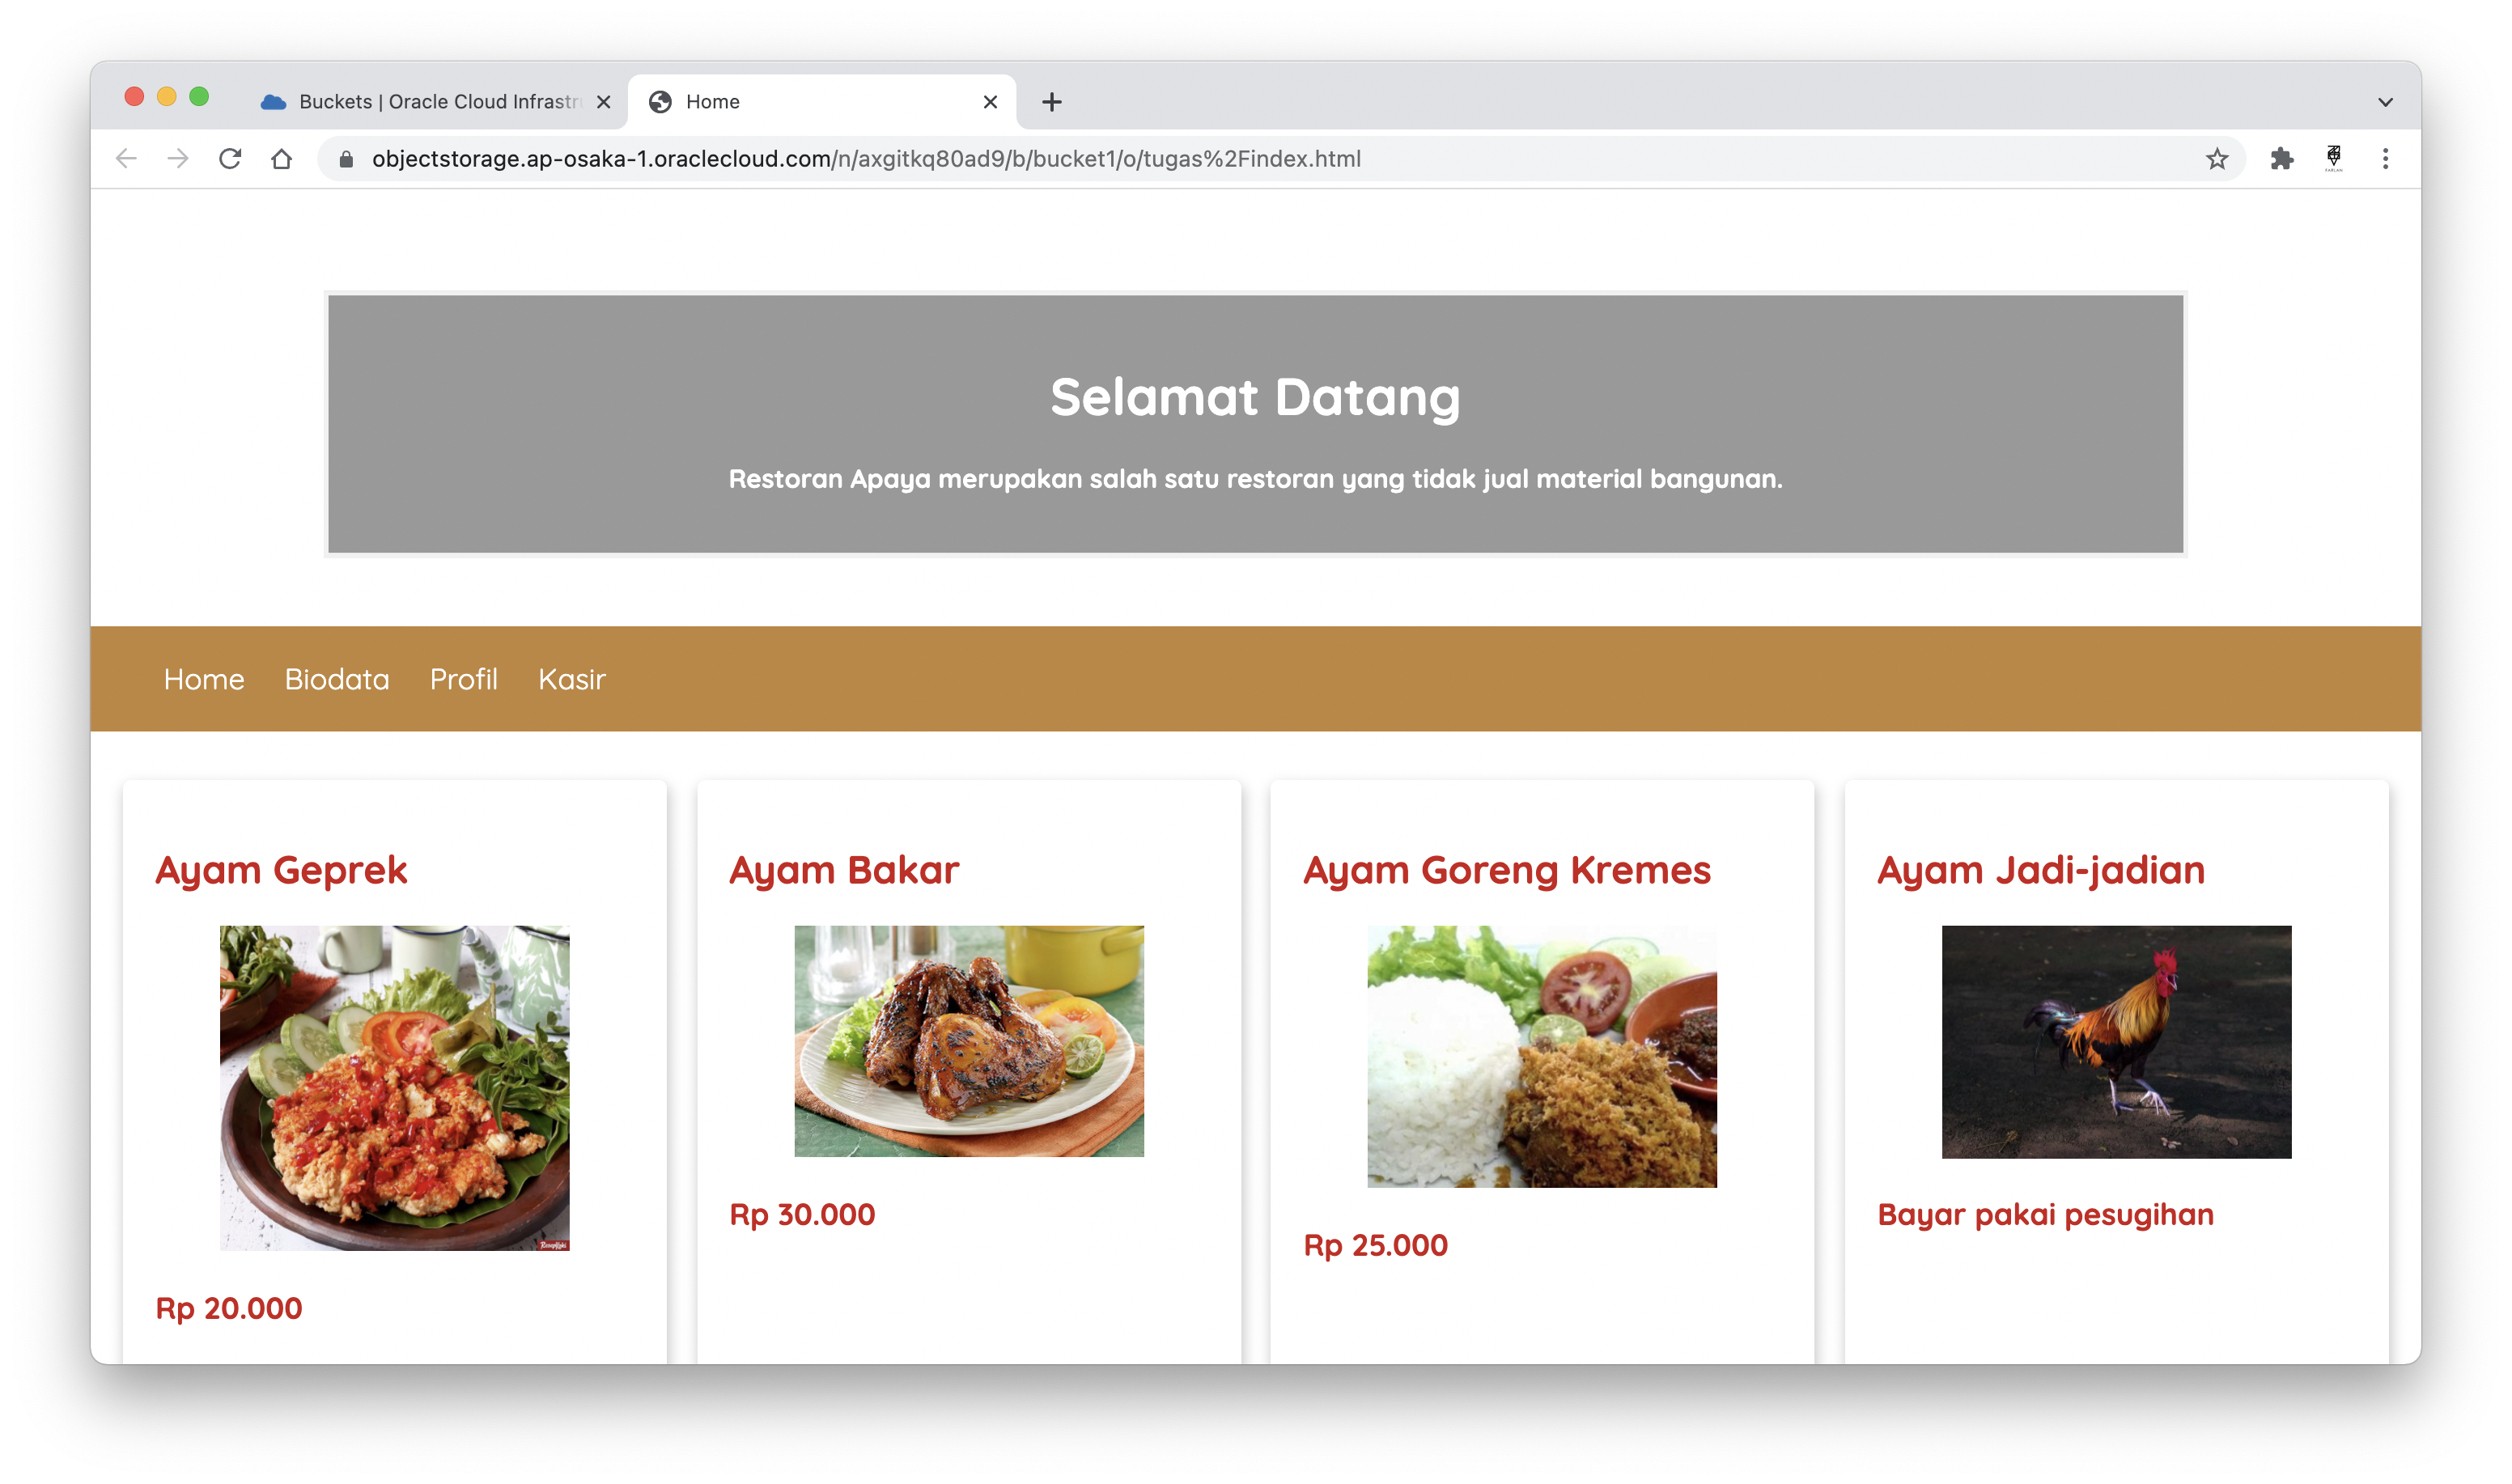 Buckets | Oracle Cloud Infrastr
Home
objectstorage.ap-osaka-1.oraclecloud.com/n/axgitkq80ad9/b/bucket1/o/tugas%2Findex.html
Selamat Datang
Restoran Apaya merupakan salah satu restoran yang tidak jual material bangunan.
Home Biodata Profil Kasir
Ayam Geprek
Rp 20.000
Ayam Bakar
Rp 30.000
Ayam Goreng Kremes
Rp 25.000
Ayam Jadi-jadian
Bayar pakai pesugihan